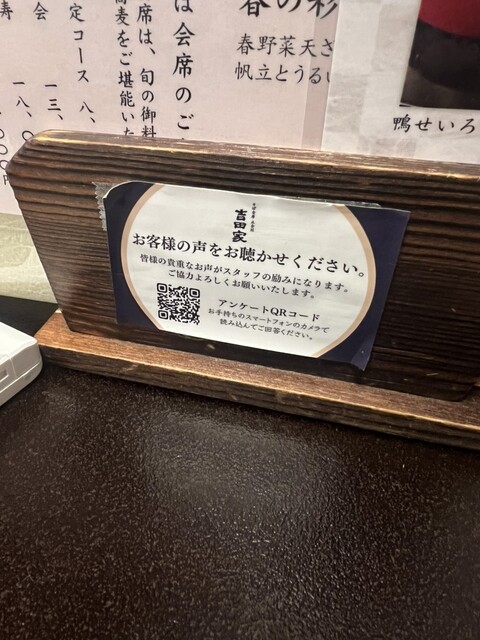 春の彩
春野菜天ざ
帆立とうるい
は会席のご
席は、旬の御料
蕎麦をご堪能いた
定コース 八、
会 一三、
寿 一八、
鴨せいろ
吉田家
お客様の声をお聴かせください。
皆様の貴重なお声がスタッフの励みになります。
ご協力よろしくお願いいたします。
アンケートQRコード
お手持ちのスマートフォンのカメラで
読み込んでご回答ください。